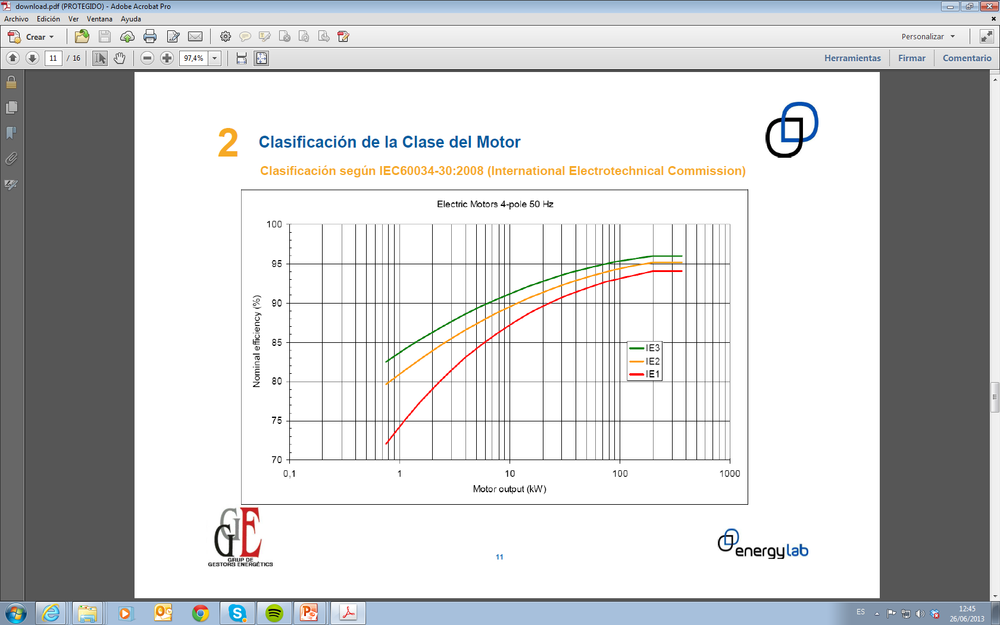 download.pdf (PROTEGIDO) - Adobe Acrobat Pro
Archivo Edición Ver Ventana Ayuda
Crear
Personalizar
11 / 16
97,4%
Herramientas Firmar Comentario
2 Clasificación de la Clase del Motor
Clasificación según IEC60034-30:2008 (International Electrotechnical Commission)
Electric Motors 4-pole 50 Hz
Nominal efficiency (%)
100
95
90
85
80
75
70
IE3
IE2
IE1
0,1 1 10 100 1000
Motor output (kW)
GGE
GRUP DE
GESTORS ENERGÈTICS
11
energylab
ES
12:45
26/06/2013